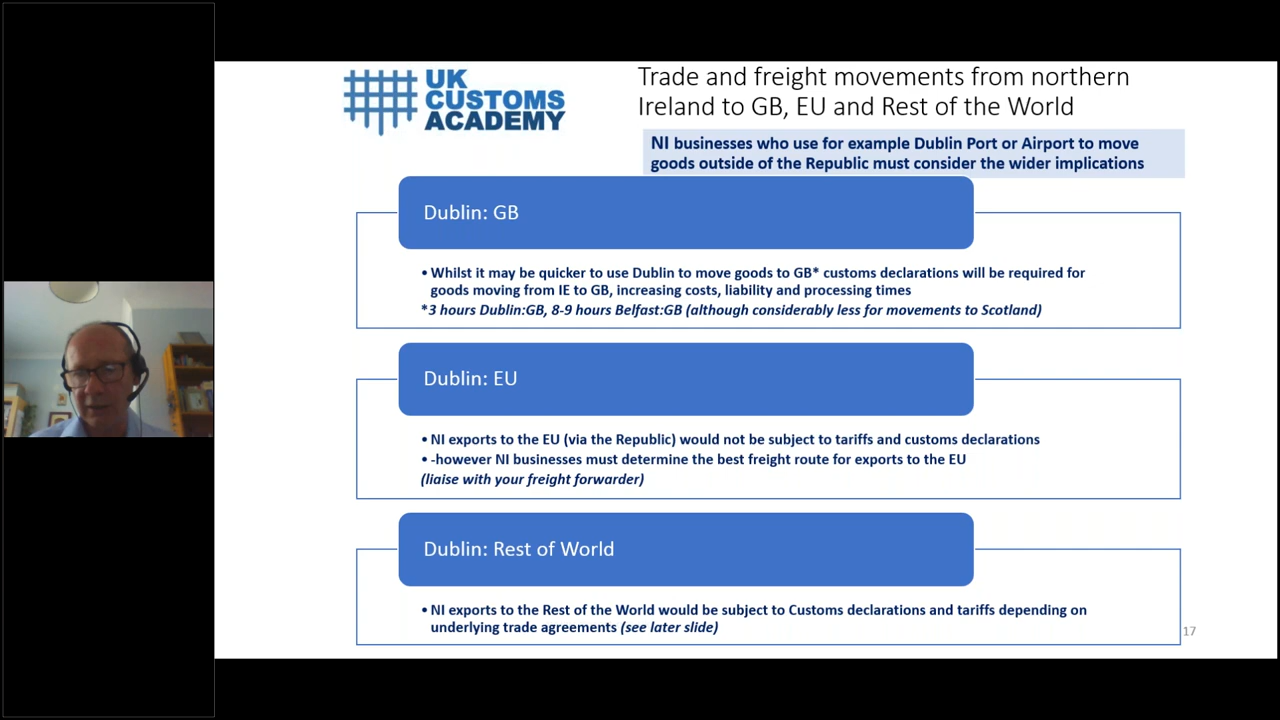 UK
CUSTOMS
ACADEMY
Trade and freight movements from northern
Ireland to GB, EU and Rest of the World
NI businesses who use for example Dublin Port or Airport to move
goods outside of the Republic must consider the wider implications
Dublin: GB
• Whilst it may be quicker to use Dublin to move goods to GB* customs declarations will be required for
goods moving from IE to GB, increasing costs, liability and processing times
*3 hours Dublin:GB, 8-9 hours Belfast:GB (although considerably less for movements to Scotland)
Dublin: EU
• NI exports to the EU (via the Republic) would not be subject to tariffs and customs declarations
• -however NI businesses must determine the best freight route for exports to the EU
(liaise with your freight forwarder)
Dublin: Rest of World
• NI exports to the Rest of the World would be subject to Customs declarations and tariffs depending on
underlying trade agreements (see later slide)
17